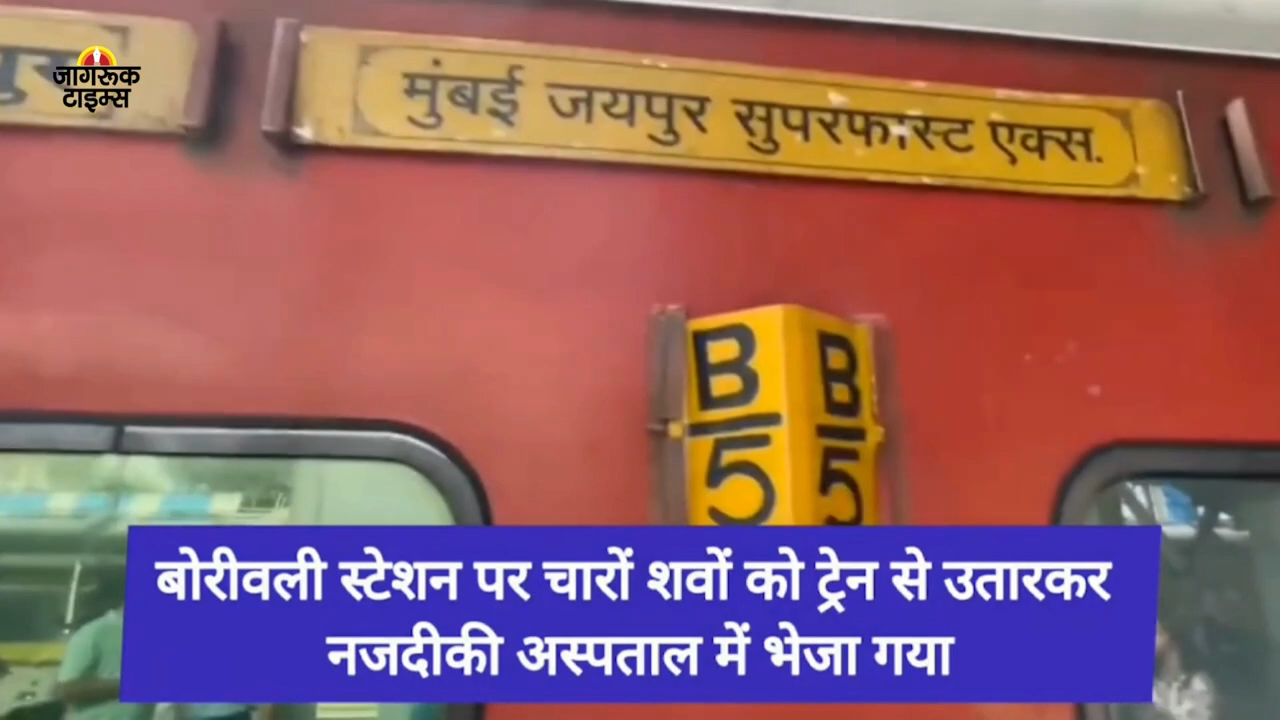 जागरूक
टाइम्स
मुंबई जयपुर सुपरफास्ट एक्स.
B
5
B
5
बोरीवली स्टेशन पर चारों शवों को ट्रेन से उतारकर
नजदीकी अस्पताल में भेजा गया